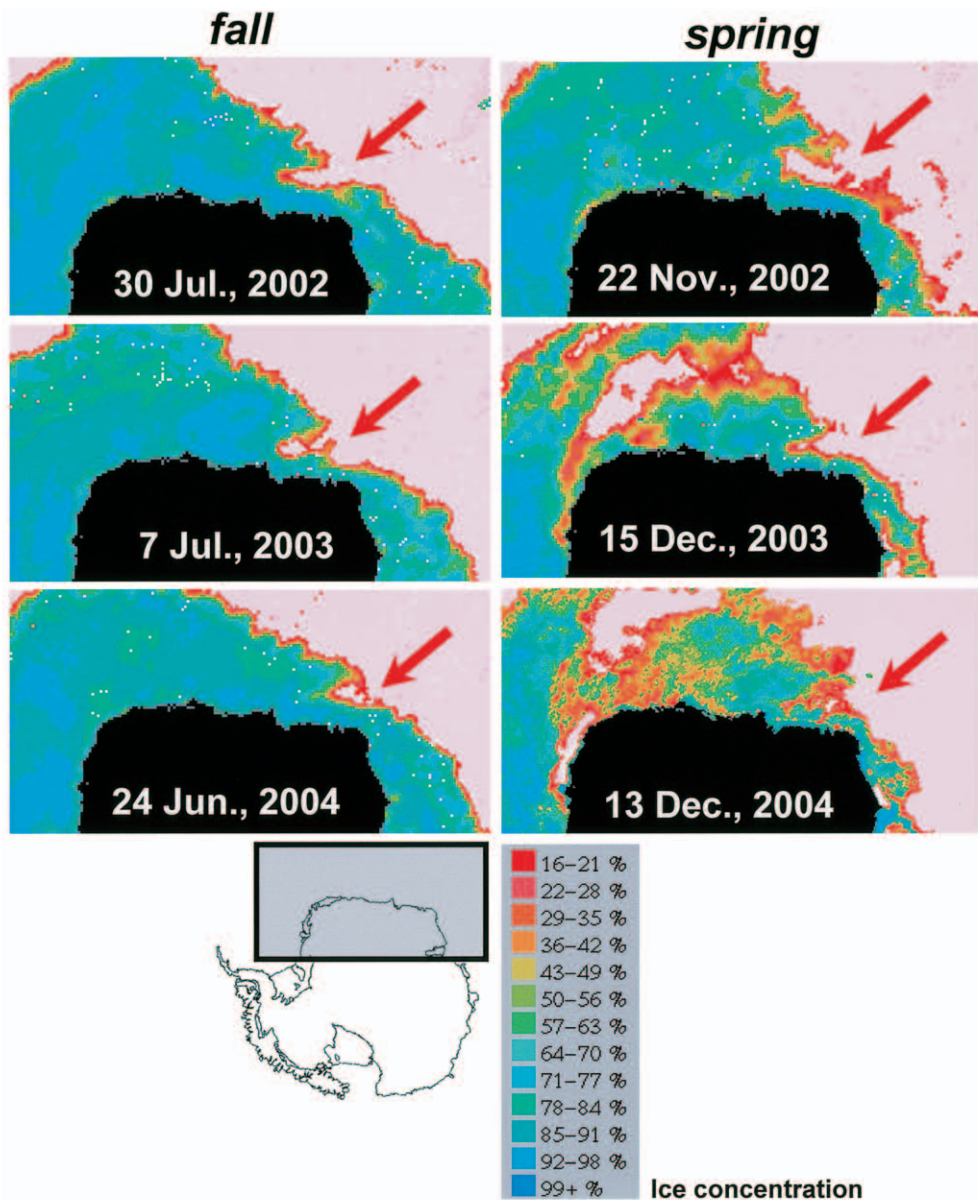 fall
spring
30 Jul., 2002
22 Nov., 2002
7 Jul., 2003
15 Dec., 2003
24 Jun., 2004
13 Dec., 2004
16–21 %
22–28 %
29–35 %
36–42 %
43–49 %
50–56 %
57–63 %
64–70 %
71–77 %
78–84 %
85–91 %
92–98 %
99+ %
Ice concentration